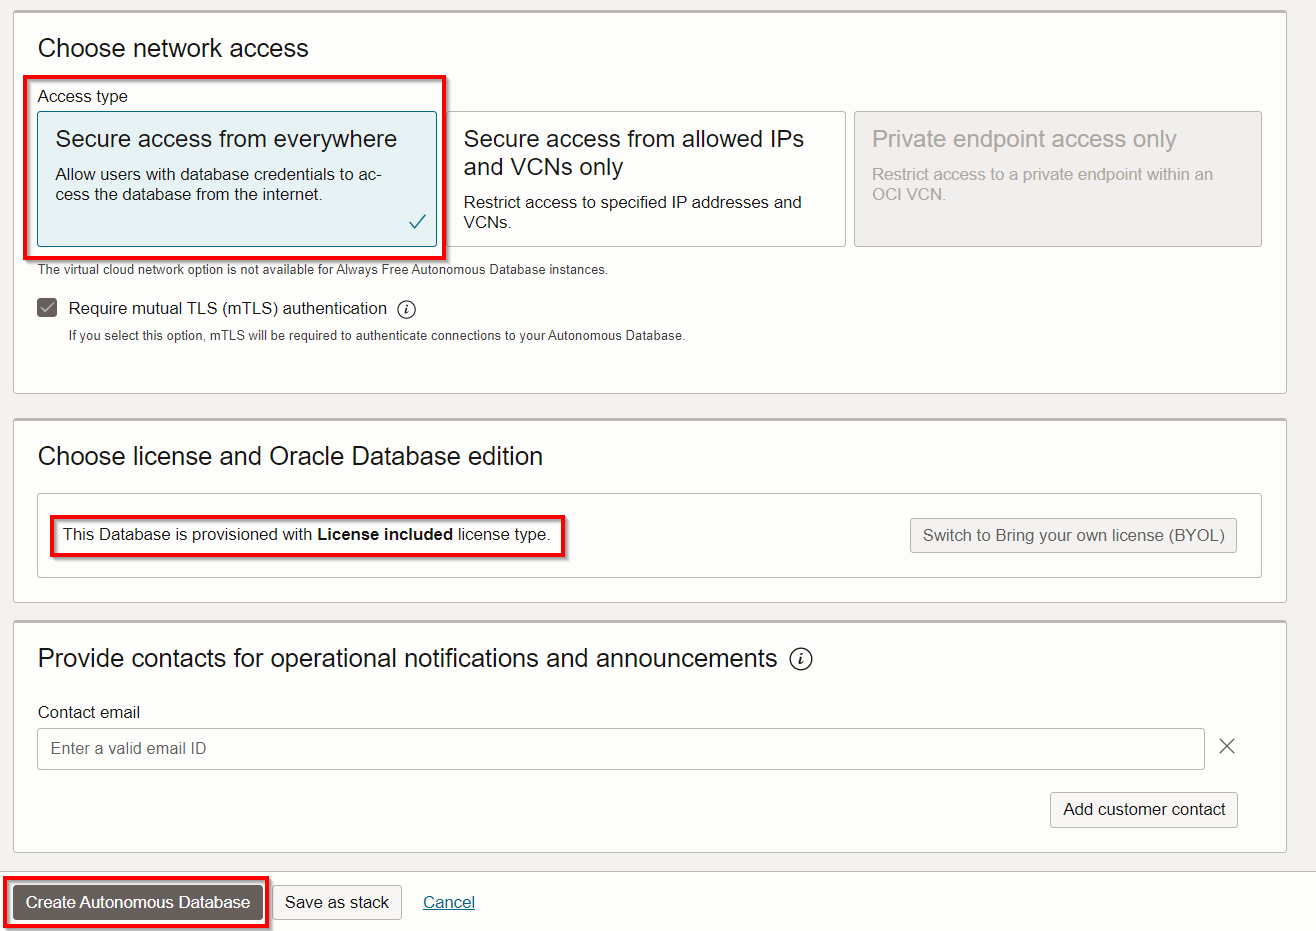 Choose network access
Access type
Secure access from everywhere
Allow users with database credentials to ac-
cess the database from the internet.
Secure access from allowed IPs
and VCNs only
Restrict access to specified IP addresses and
VCNs.
Private endpoint access only
Restrict access to a private endpoint within an
OCI VCN.
The virtual cloud network option is not available for Always Free Autonomous Database instances.
Require mutual TLS (mTLS) authentication
If you select this option, mTLS will be required to authenticate connections to your Autonomous Database.
Choose license and Oracle Database edition
This Database is provisioned with License included license type.
Switch to Bring your own license (BYOL)
Provide contacts for operational notifications and announcements
Contact email
Enter a valid email ID
Add customer contact
Create Autonomous Database
Save as stack
Cancel